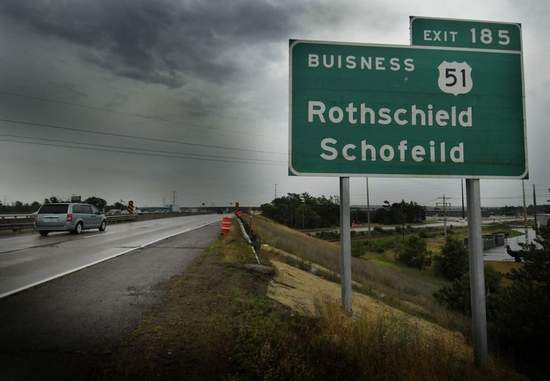 EXIT 185
BUISNESS 51
Rothschield
Schofeild